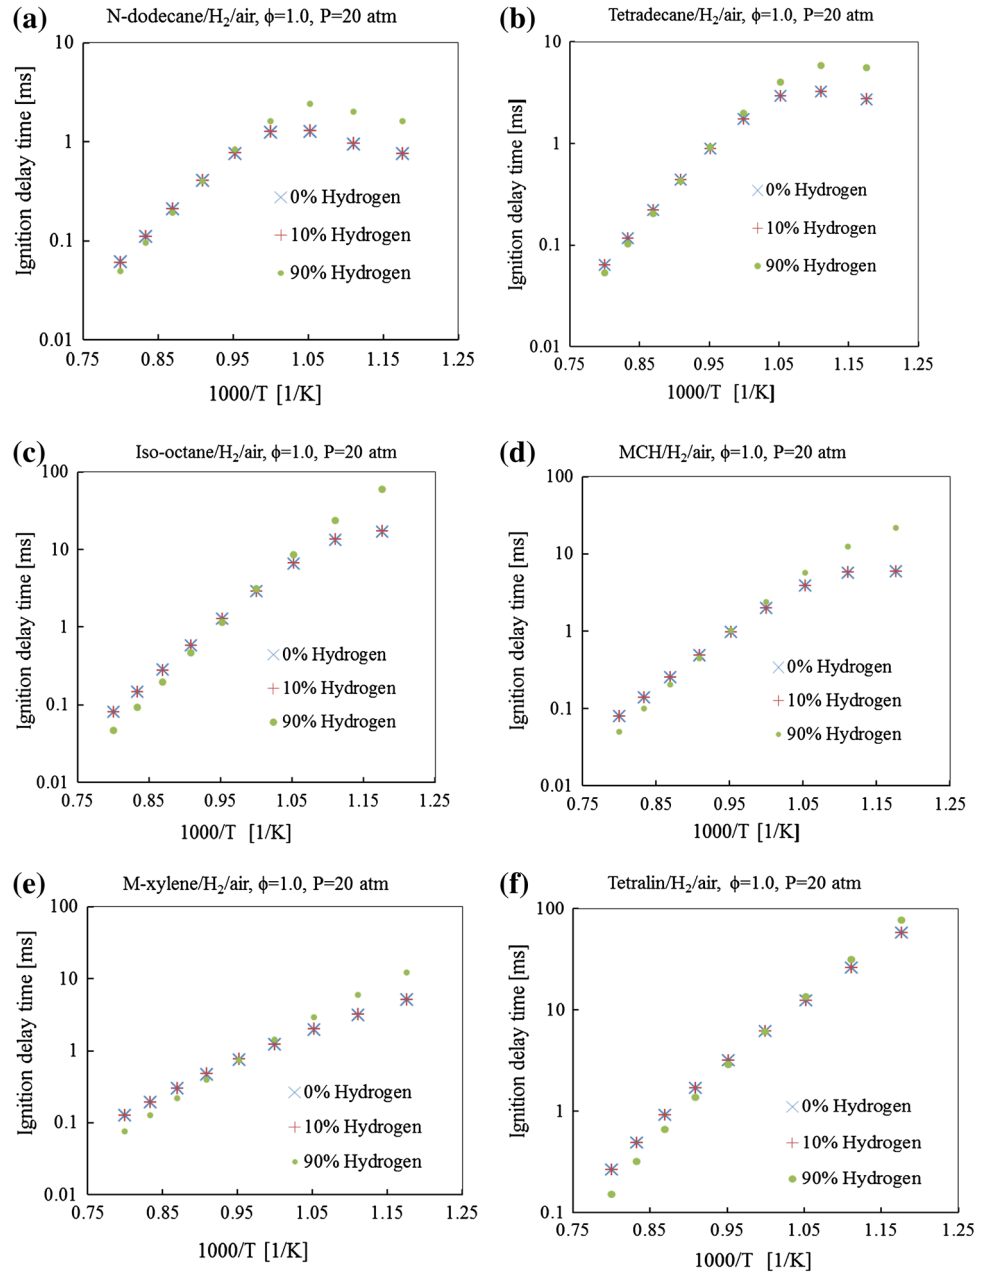 (a)
N-dodecane/H2/air, ϕ=1.0, P=20 atm
Ignition delay time [ms]
10
1
0.1
0.01
0% Hydrogen
10% Hydrogen
90% Hydrogen
0.75 0.85 0.95 1.05 1.15 1.25
1000/T [1/K]
(b)
Tetradecane/H2/air, ϕ=1.0, P=20 atm
Ignition delay time [ms]
10
1
0.1
0.01
0% Hydrogen
10% Hydrogen
90% Hydrogen
0.75 0.85 0.95 1.05 1.15 1.25
1000/T [1/K]
(c)
Iso-octane/H2/air, ϕ=1.0, P=20 atm
Ignition delay time [ms]
100
10
1
0.1
0.01
0% Hydrogen
10% Hydrogen
90% Hydrogen
0.75 0.85 0.95 1.05 1.15 1.25
1000/T [1/K]
(d)
MCH/H2/air, ϕ=1.0, P=20 atm
Ignition delay time [ms]
100
10
1
0.1
0.01
0% Hydrogen
10% Hydrogen
90% Hydrogen
0.75 0.85 0.95 1.05 1.15 1.25
1000/T [1/K]
(e)
M-xylene/H2/air, ϕ=1.0, P=20 atm
Ignition delay time [ms]
100
10
1
0.1
0.01
0% Hydrogen
10% Hydrogen
90% Hydrogen
0.75 0.85 0.95 1.05 1.15 1.25
1000/T [1/K]
(f)
Tetralin/H2/air, ϕ=1.0, P=20 atm
Ignition delay time [ms]
100
10
1
0.1
0% Hydrogen
10% Hydrogen
90% Hydrogen
0.75 0.85 0.95 1.05 1.15 1.25
1000/T [1/K]